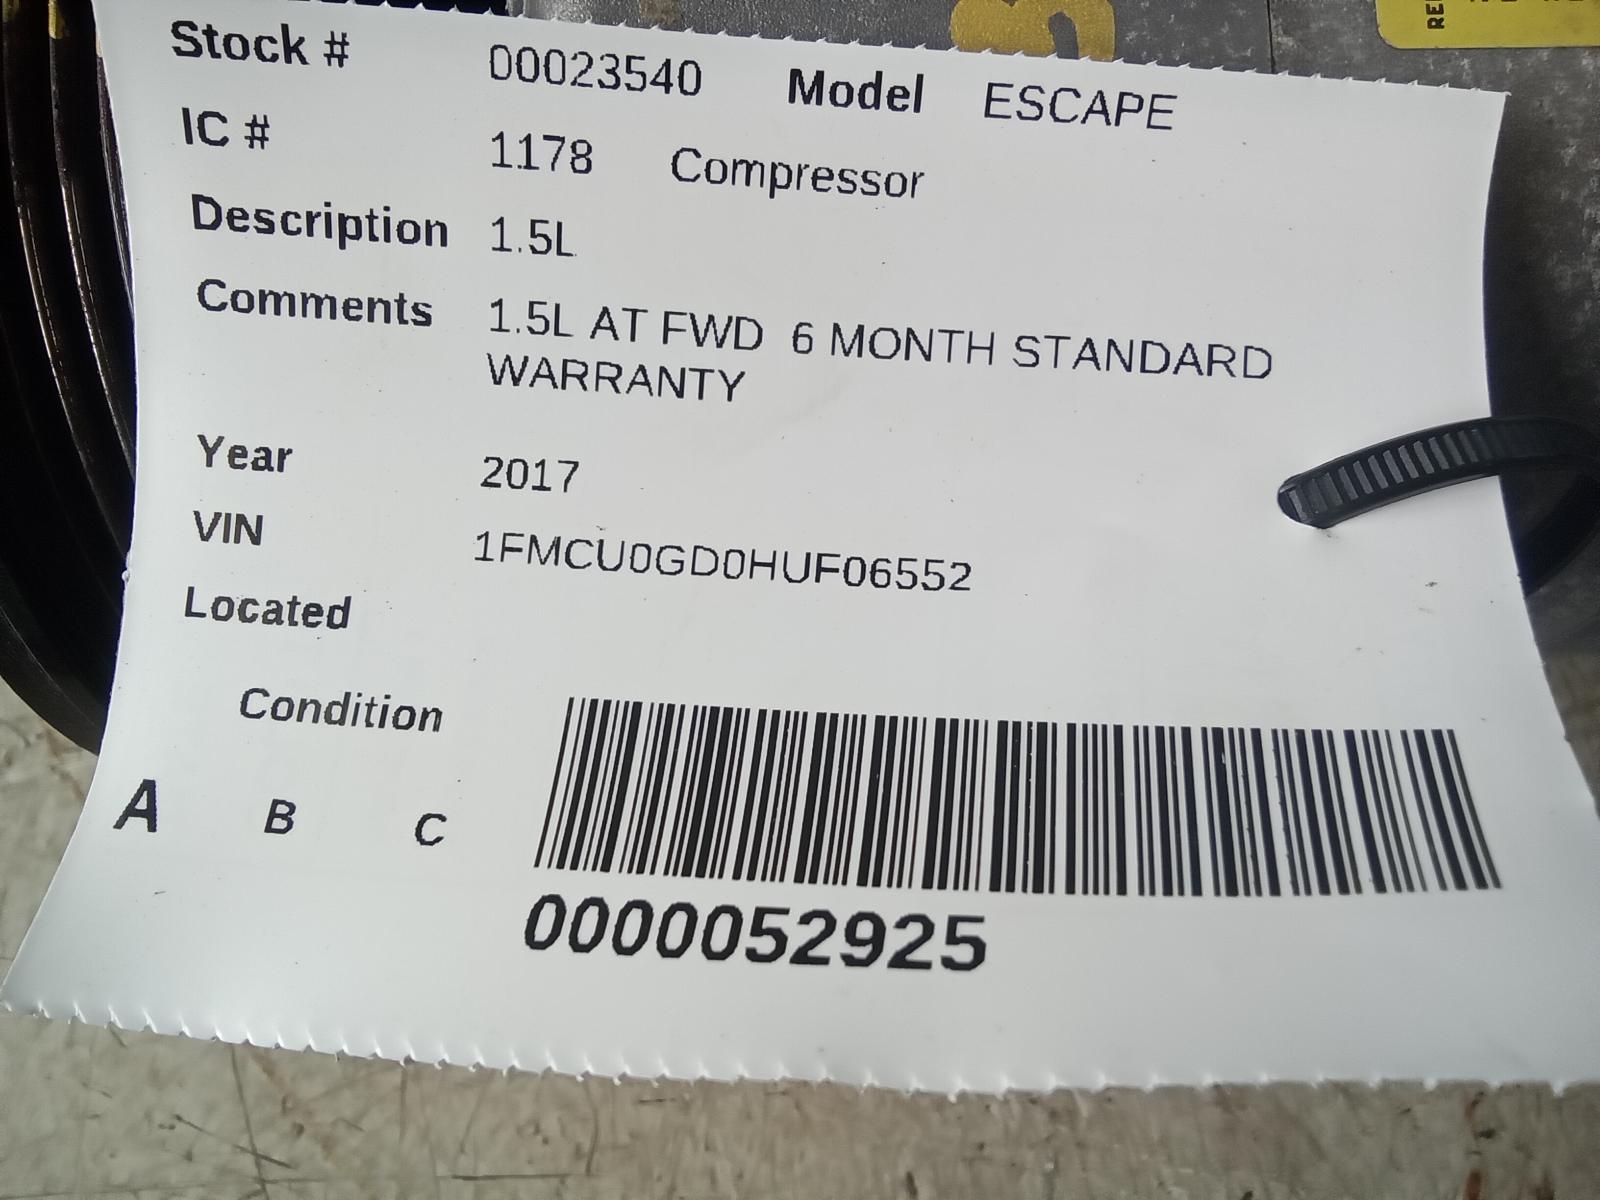 Stock # 00023540 Model ESCAPE
IC # 1178 Compressor
Description 1.5L
Comments 1.5L AT FWD 6 MONTH STANDARD
WARRANTY
Year 2017
VIN 1FMCU0GD0HUF06552
Located
Condition
A B C
0000052925